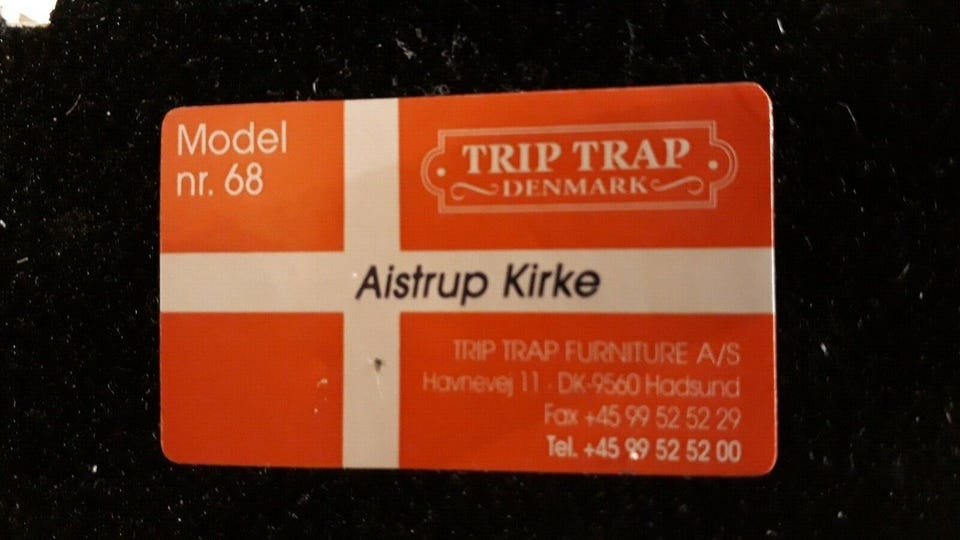 Model
nr. 68
TRIP TRAP
DENMARK
Aistrup Kirke
TRIP TRAP FURNITURE A/S
Havnevej 11 · DK-9560 Hadsund
Fax +45 99 52 52 29
Tel. +45 99 52 52 00